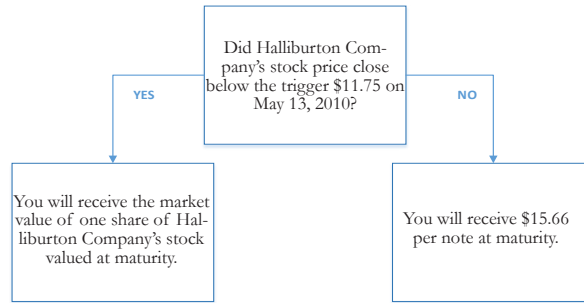 Did Halliburton Com-
pany's stock price close
below the trigger $11.75 on
May 13, 2010?
YES
NO
You will receive the market
value of one share of Hal-
liburton Company's stock
valued at maturity.
You will receive $15.66
per note at maturity.